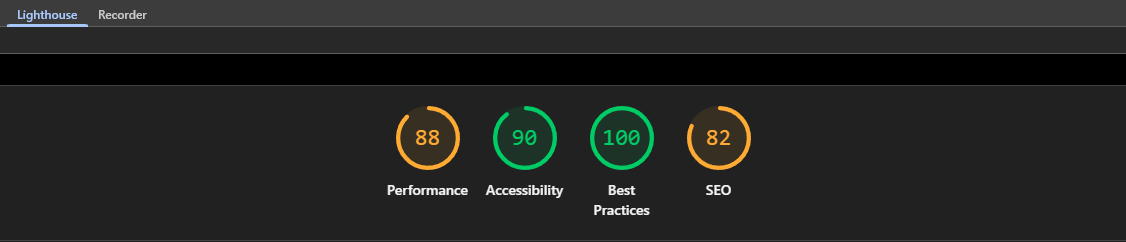 Lighthouse Recorder
88 90 100 82
Performance Accessibility Best SEO
Practices